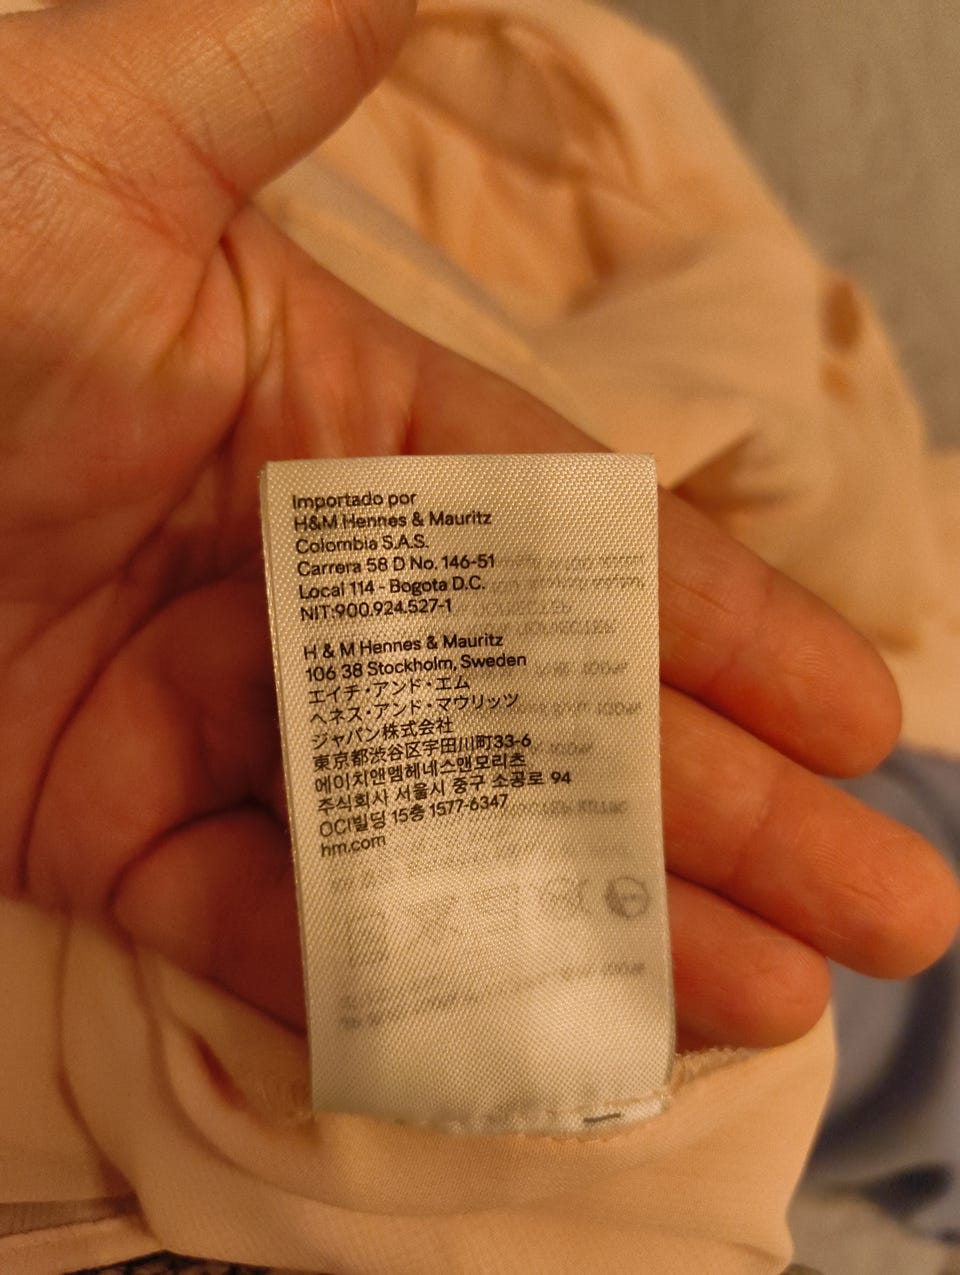 Importado por
H&M Hennes & Mauritz
Colombia S.A.S.
Carrera 58 D No. 146-51
Local 114 - Bogota D.C.
NIT:900.924.527-1
H & M Hennes & Mauritz
106 38 Stockholm, Sweden
エイチ・アンド・エム
ヘネス・アンド・マウリッツ
ジャパン株式会社
東京都渋谷区宇田川町33-6
에이치앤엠헤네스앤모리츠
주식회사 서울시 중구 소공로 94
OCI빌딩 15층 1577-6347
hm.com